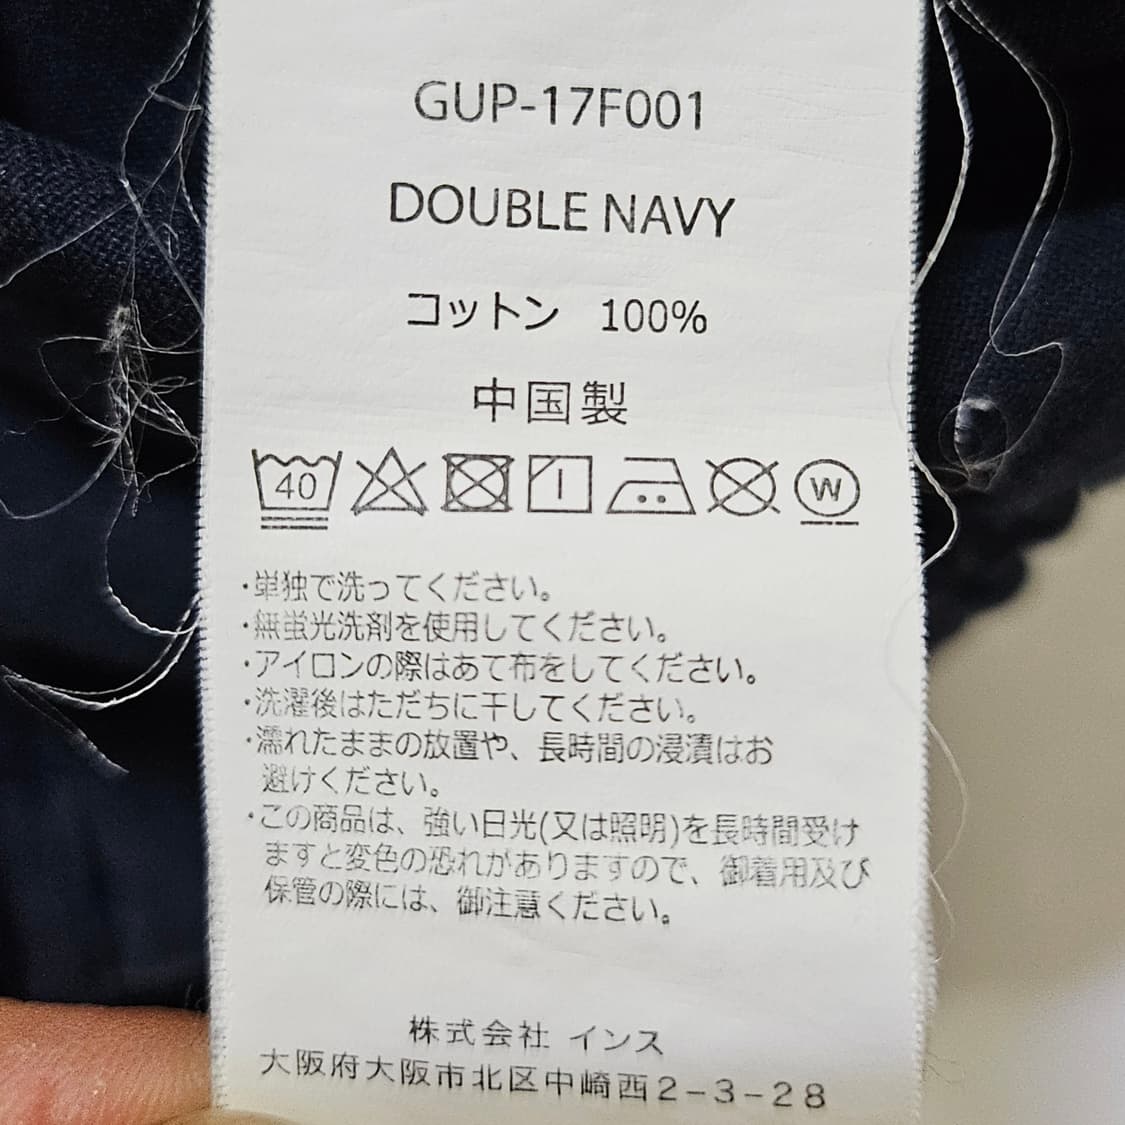 GUP-17F001
DOUBLE NAVY
コットン 100%
中国製
40 W
・単独で洗ってください。
・無蛍光洗剤を使用してください。
・アイロンの際はあて布をしてください。
・洗濯後はただちに干してください。
・濡れたままの放置や、長時間の浸漬はお
避けください。
・この商品は、強い日光(又は照明)を長時間受け
ますと変色の恐れがありますので、御着用及び
保管の際には、御注意ください。
株式会社 インス
大阪府大阪市北区中崎西2-3-28